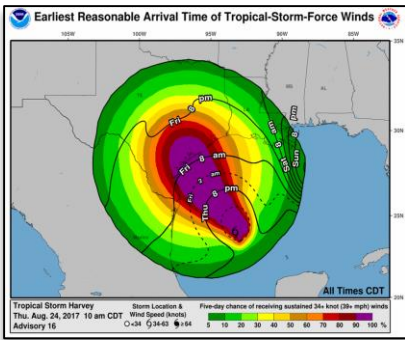 Earliest Reasonable Arrival Time of Tropical-Storm-Force Winds
105W 100W 95W 90W 85W
35N
30N
25N
20N
Fri 8 pm
Fri 8 am
Fri 2 am
Thu 8 pm
Sat 8 am
Sun 8 pm
All Times CDT
Tropical Storm Harvey
Thu. Aug. 24, 2017 10 am CDT
Advisory 16
Storm Location &
Wind Speed (knots)
<34 34-63 ≥64
Five-day chance of receiving sustained 34+ knot (39+ mph) winds
5 10 20 30 40 50 60 70 80 90 100 %